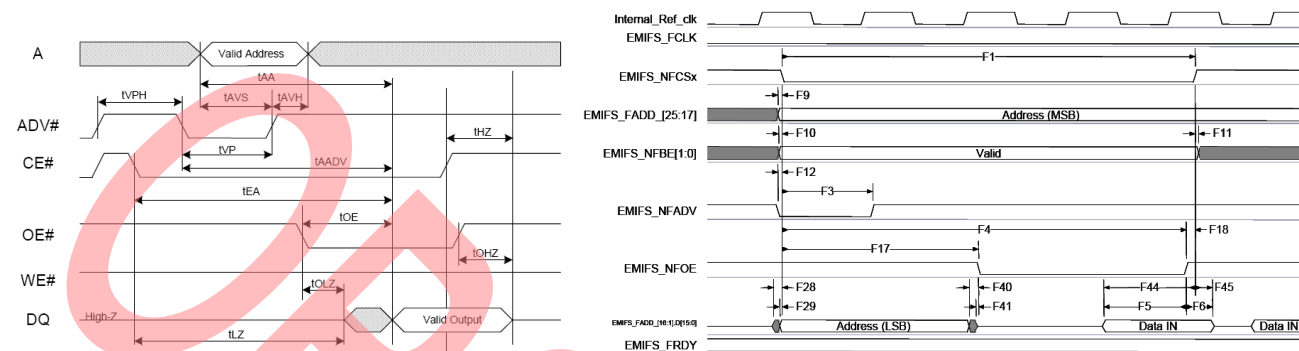 A
Valid Address
tAA
tVPH
tAVS
tAVH
ADV#
tVP
tHZ
tAADV
CE#
tEA
OE#
tOE
tOHZ
WE#
tOLZ
DQ
High-Z
Valid Output
tLZ
Internal_Ref_clk
EMIFS_FCLK
F1
EMIFS_NFCSx
F9
EMIFS_FADD_[25:17]
Address (MSB)
F10
F11
EMIFS_NFBE[1:0]
Valid
F12
F3
EMIFS_NFADV
F4
F18
F17
EMIFS_NFOE
F28
F40
F44
F45
F29
F41
F5
F6
EMIFS_FADD_[16:1],D[15:0]
Address (LSB)
Data IN
Data IN
EMIFS_FRDY